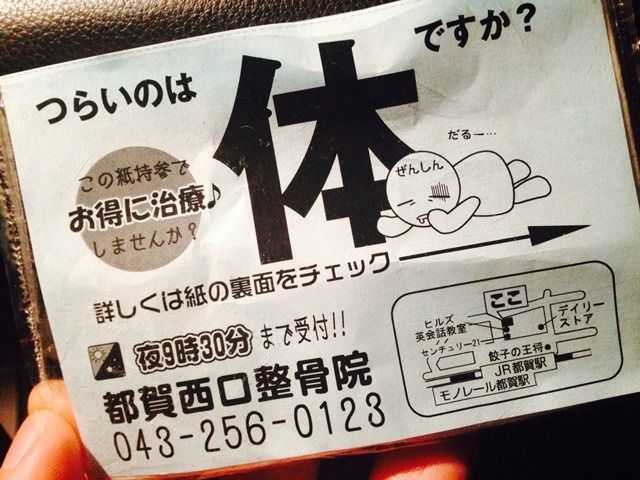 つらいのは
体
ですか?
だるー…
ぜんしん
この紙持参で
お得に治療♪
しませんか?
詳しくは紙の裏面をチェック
夜9時30分まで受付!!
都賀西口整骨院
043-256-0123
ここ
ヒルズ
英会話教室
デイリー
ストア
センチュリー21
餃子の王将
JR都賀駅
モノレール都賀駅